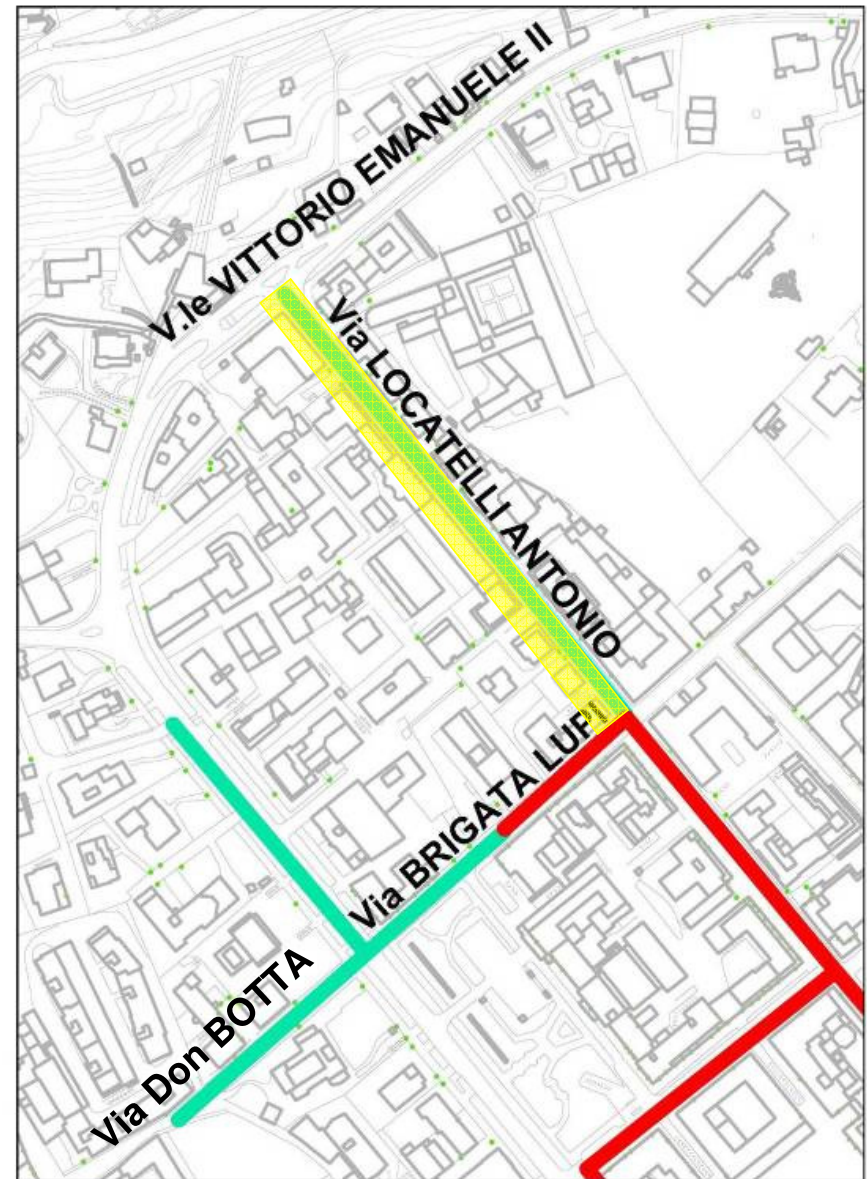 V.le VITTORIO EMANUELE II
Via LOCATELLI ANTONIO
Via BRIGATA LUP
Via Don BOTTA